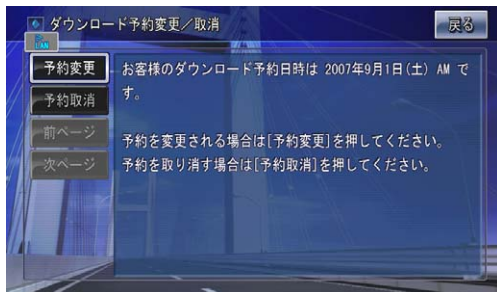 ダウンロード予約変更／取消
戻る
LAN
予約変更
予約取消
前ページ
次ページ
お客様のダウンロード予約日時は 2007年9月1日(土) AM で
す。
予約を変更される場合は[予約変更]を押してください。
予約を取り消す場合は[予約取消]を押してください。